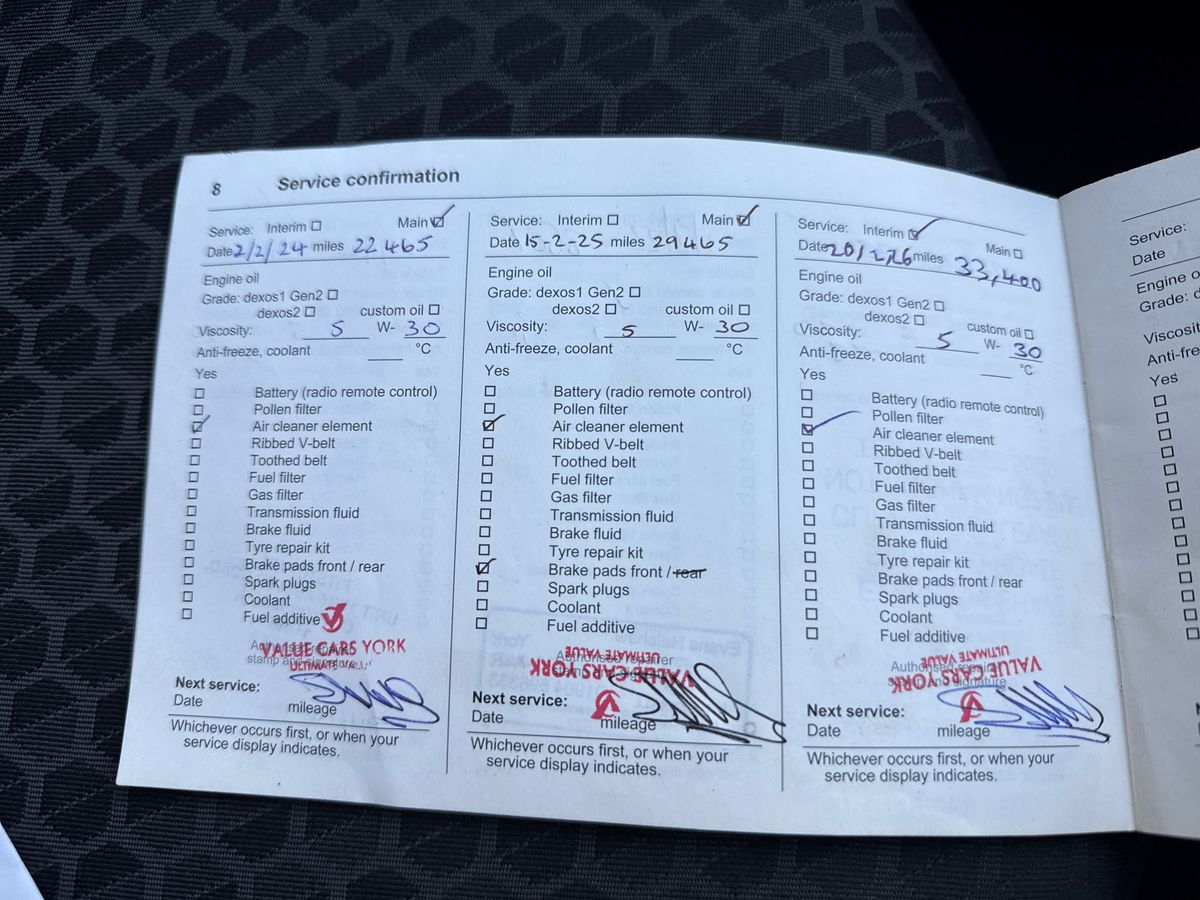 8 Service confirmation
Service: Interim ☐ Main ☑
Date 2/2/24 miles 22465
Engine oil
Grade: dexos1 Gen2 ☐
dexos2 ☐ custom oil ☐
Viscosity: 5 W- 30
Anti-freeze, coolant ___ °C
Yes
☐ Battery (radio remote control)
☐ Pollen filter
☑ Air cleaner element
☐ Ribbed V-belt
☐ Toothed belt
☐ Fuel filter
☐ Gas filter
☐ Transmission fluid
☐ Brake fluid
☐ Tyre repair kit
☐ Brake pads front / rear
☐ Spark plugs
☐ Coolant
☐ Fuel additive
VALUE CARS YORK
ULTIMATE VALUE
stamp and signature
Next service:
Date mileage
Whichever occurs first, or when your
service display indicates.
Service: Interim ☐ Main ☑
Date 15-2-25 miles 29465
Engine oil
Grade: dexos1 Gen2 ☐
dexos2 ☐ custom oil ☐
Viscosity: 5 W- 30
Anti-freeze, coolant ___ °C
Yes
☐ Battery (radio remote control)
☐ Pollen filter
☑ Air cleaner element
☐ Ribbed V-belt
☐ Toothed belt
☐ Fuel filter
☐ Gas filter
☐ Transmission fluid
☐ Brake fluid
☐ Tyre repair kit
☑ Brake pads front / rear
☐ Spark plugs
☐ Coolant
☐ Fuel additive
Authorised repairer
ULTIMATE VALUE
VALUE CARS YORK
Next service:
Date mileage
Whichever occurs first, or when your
service display indicates.
Service: Interim ☑ Main ☐
Date miles 33,400
Engine oil
Grade: dexos1 Gen2 ☐
dexos2 ☐ custom oil ☐
Viscosity: 5 W- 30
Anti-freeze, coolant ___ °C
Yes
☐ Battery (radio remote control)
☐ Pollen filter
☑ Air cleaner element
☐ Ribbed V-belt
☐ Toothed belt
☐ Fuel filter
☐ Gas filter
☐ Transmission fluid
☐ Brake fluid
☐ Tyre repair kit
☐ Brake pads front / rear
☐ Spark plugs
☐ Coolant
☐ Fuel additive
Authorised repairer
ULTIMATE VALUE
VALUE CARS YORK
Next service:
Date mileage
Whichever occurs first, or when your
service display indicates.
Service:
Date
Engine
Grade:
Yes